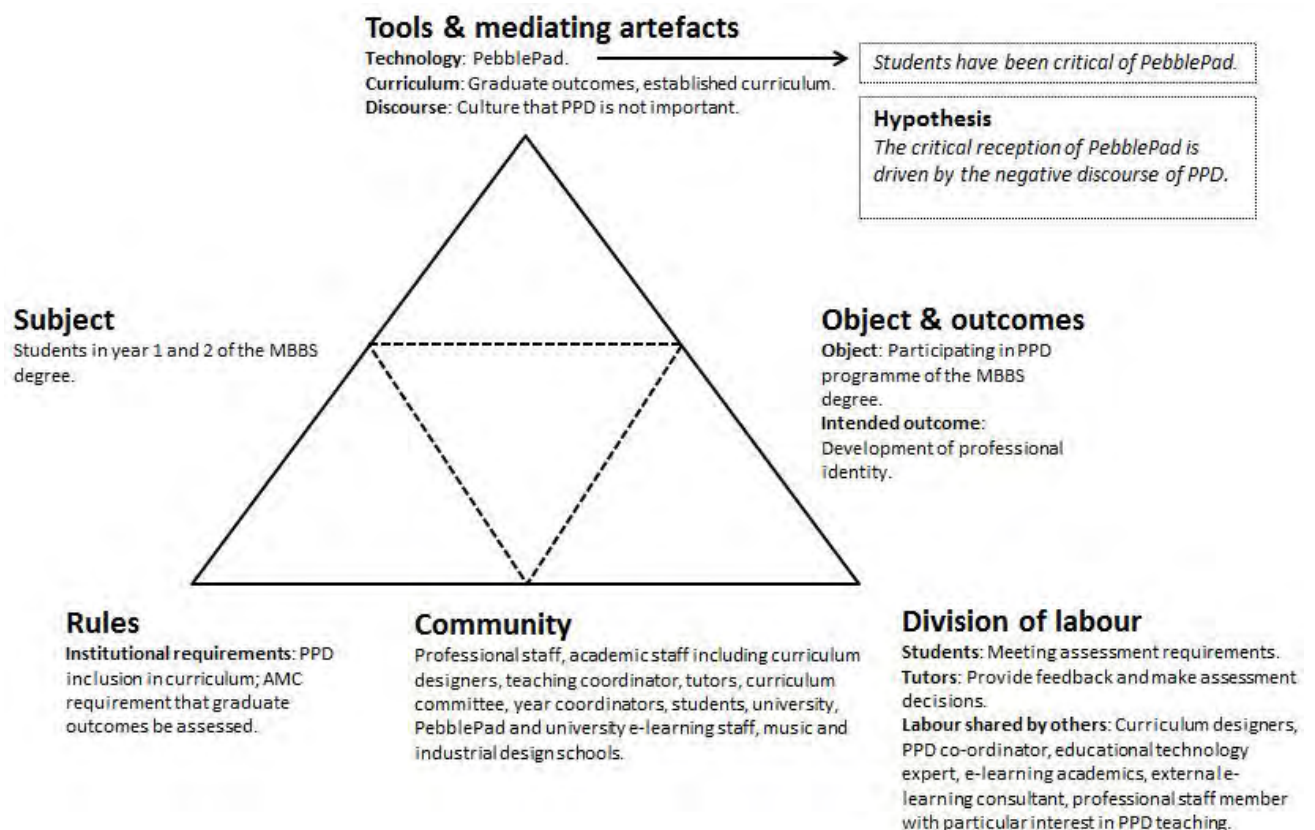 Tools & mediating artefacts
Technology: PebblePad.
Curriculum: Graduate outcomes, established curriculum.
Discourse: Culture that PPD is not important.
Students have been critical of PebblePad.
Hypothesis
The critical reception of PebblePad is
driven by the negative discourse of PPD.
Subject
Students in year 1 and 2 of the MBBS
degree.
Object & outcomes
Object: Participating in PPD
programme of the MBBS
degree.
Intended outcome:
Development of professional
identity.
Rules
Institutional requirements: PPD
inclusion in curriculum; AMC
requirement that graduate
outcomes be assessed.
Community
Professional staff, academic staff including curriculum
designers, teaching coordinator, tutors, curriculum
committee, year coordinators, students, university,
PebblePad and university e-learning staff, music and
industrial design schools.
Division of labour
Students: Meeting assessment requirements.
Tutors: Provide feedback and make assessment
decisions.
Labour shared by others: Curriculum designers,
PPD co-ordinator, educational technology
expert, e-learning academics, external e-
learning consultant, professional staff member
with particular interest in PPD teaching.